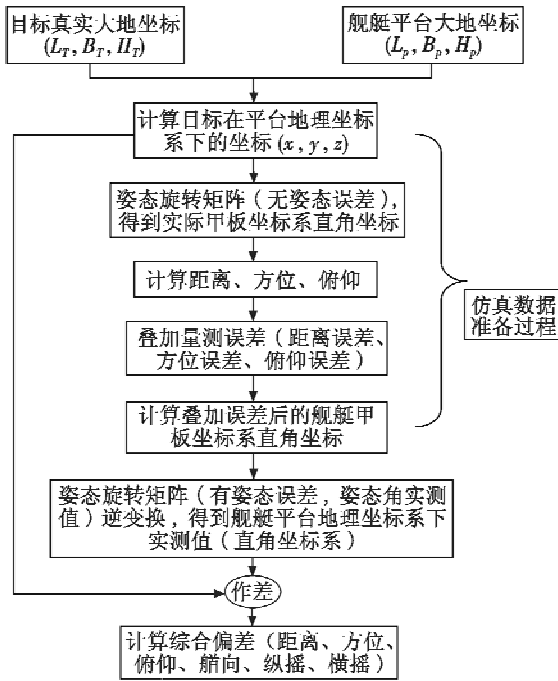 目标真实大地坐标
(L_T, B_T, H_T)
舰艇平台大地坐标
(L_p, B_p, H_p)
计算目标在平台地理坐标
系下的坐标(x, y, z)
姿态旋转矩阵(无姿态误差),
得到实际甲板坐标系直角坐标
计算距离、方位、俯仰
叠加量测误差(距离误差、
方位误差、俯仰误差)
计算叠加误差后的舰艇甲
板坐标系直角坐标
仿真数据
准备过程
姿态旋转矩阵(有姿态误差,姿态角实测
值)逆变换,得到舰艇平台地理坐标系下
实测值(直角坐标系)
作差
计算综合偏差(距离、方位、
俯仰、艏向、纵摇、横摇)